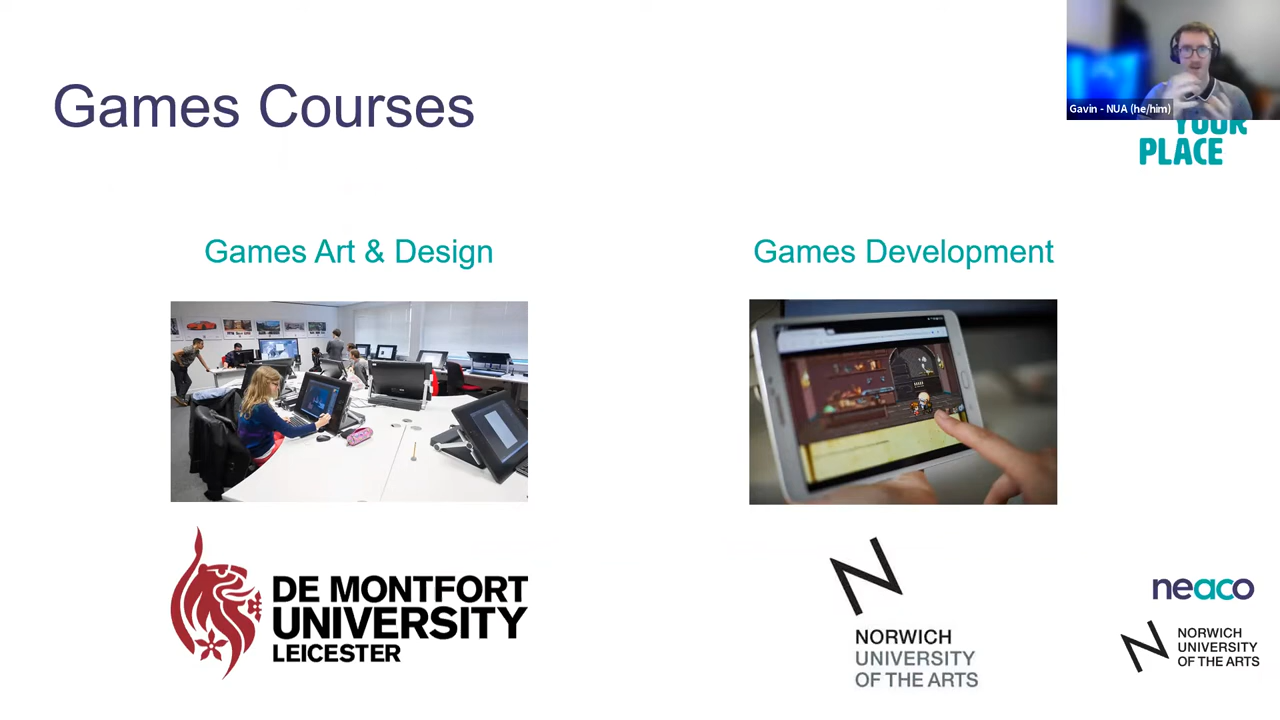 Games Courses
Gavin - NUA (he/him)
YOUR
PLACE
Games Art & Design
Games Development
DE MONTFORT
UNIVERSITY
LEICESTER
NORWICH
UNIVERSITY
OF THE ARTS
neaco
NORWICH
UNIVERSITY
OF THE ARTS